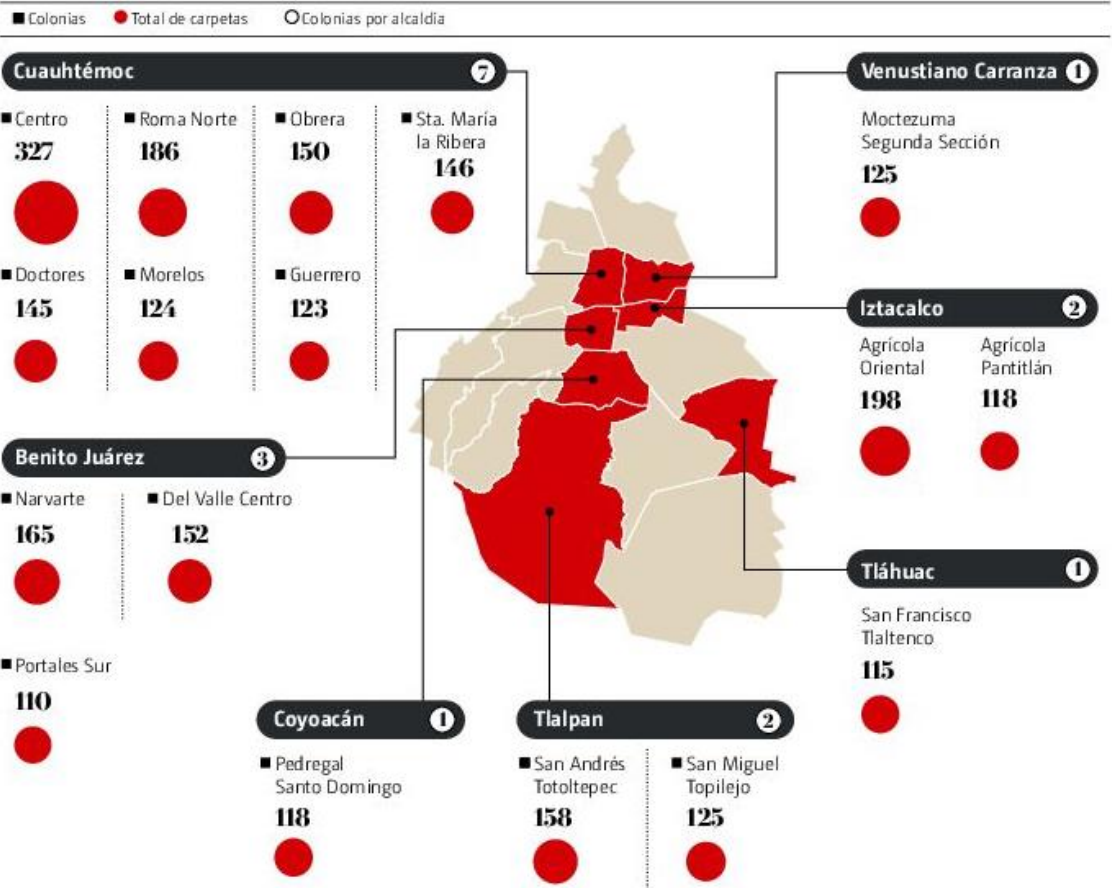 Colonias Total de carpetas Colonias por alcaldía
Cuauhtémoc 7
Centro
327
Roma Norte
186
Obrera
150
Sta. María
la Ribera
146
Doctores
145
Morelos
124
Guerrero
123
Venustiano Carranza 1
Moctezuma
Segunda Sección
125
Iztacalco 2
Agrícola
Oriental
198
Agrícola
Pantitlán
118
Benito Juárez 3
Narvarte
165
Del Valle Centro
152
Portales Sur
110
Tláhuac 1
San Francisco
Tlaltenco
115
Coyoacán 1
Pedregal
Santo Domingo
118
Tlalpan 2
San Andrés
Totoltepec
158
San Miguel
Topilejo
125